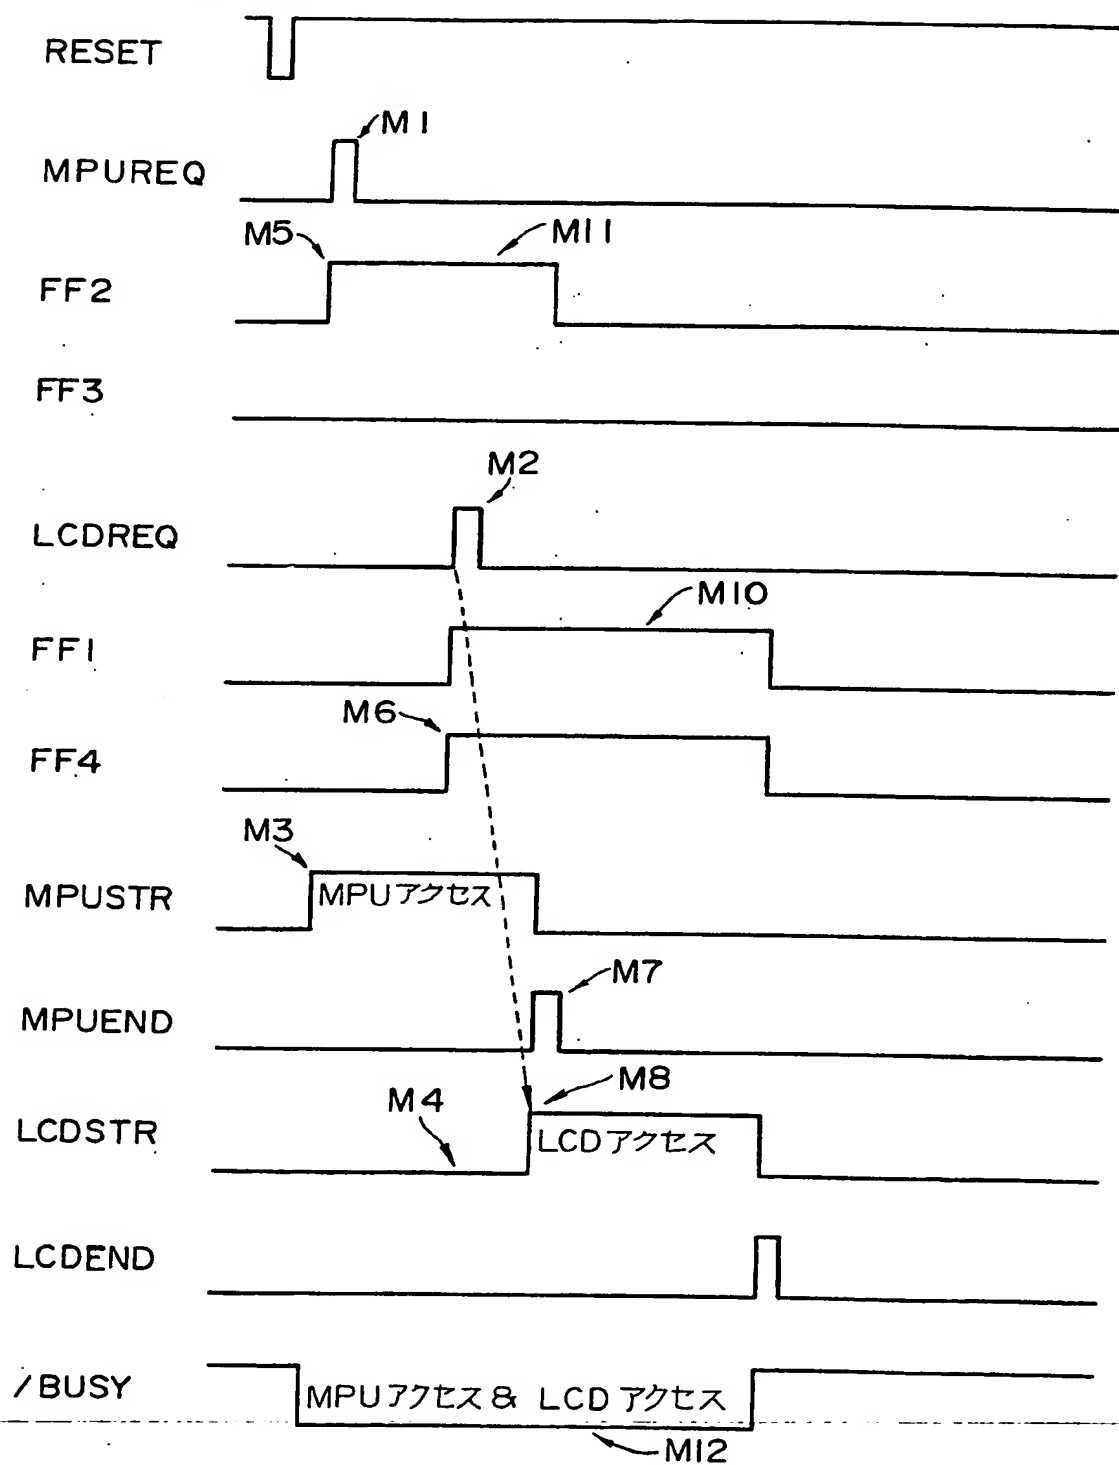 RESET
M1
MPUREQ
M5
M11
FF2
FF3
M2
LCDREQ
M10
FF1
M6
FF4
M3
MPUSTR
MPUアクセス
M7
MPUEND
M8
M4
LCDSTR
LCDアクセス
LCDEND
/BUSY
MPUアクセス& LCDアクセス
M12